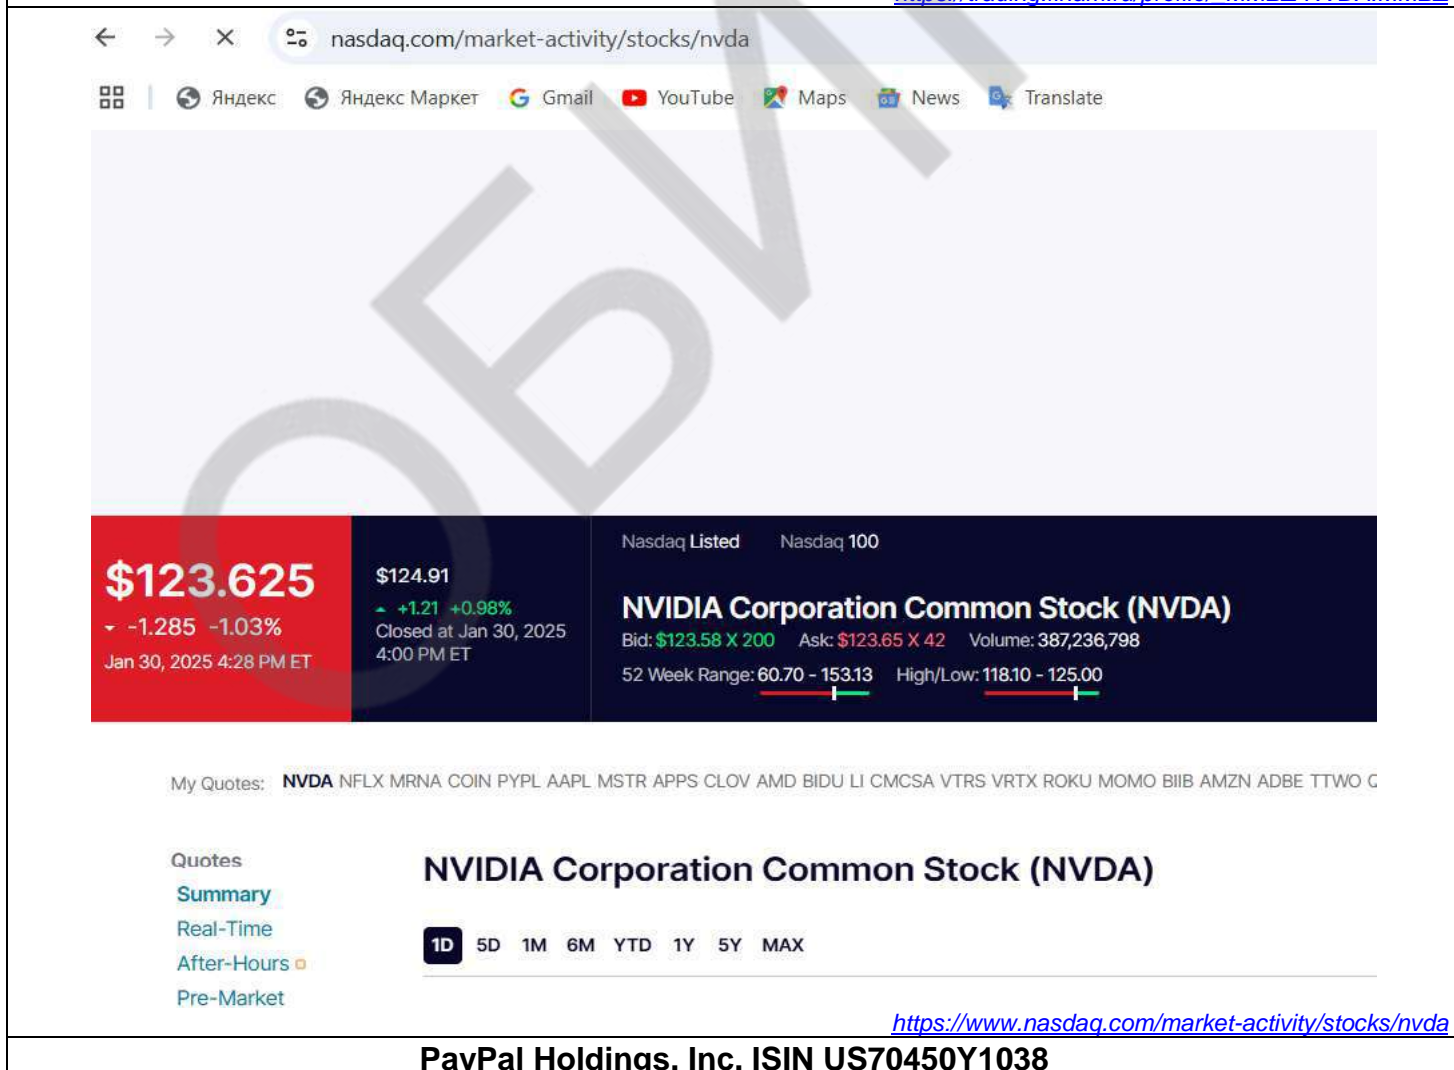 nasdaq.com/market-activity/stocks/nvda
Яндекс Яндекс Маркет Gmail YouTube Maps News Translate
Nasdaq Listed Nasdaq 100
$123.625
-1.285 -1.03%
Jan 30, 2025 4:28 PM ET
$124.91
+1.21 +0.98%
Closed at Jan 30, 2025
4:00 PM ET
NVIDIA Corporation Common Stock (NVDA)
Bid: $123.58 X 200 Ask: $123.65 X 42 Volume: 387,236,798
52 Week Range: 60.70 - 153.13 High/Low: 118.10 - 125.00
My Quotes: NVDA NFLX MRNA COIN PYPL AAPL MSTR APPS CLOV AMD BIDU LI CMCSA VTRS VRTX ROKU MOMO BIIB AMZN ADBE TTWO
Quotes
Summary
Real-Time
After-Hours
Pre-Market
NVIDIA Corporation Common Stock (NVDA)
1D 5D 1M 6M YTD 1Y 5Y MAX
https://www.nasdaq.com/market-activity/stocks/nvda
PayPal Holdings, Inc. ISIN US70450Y1038